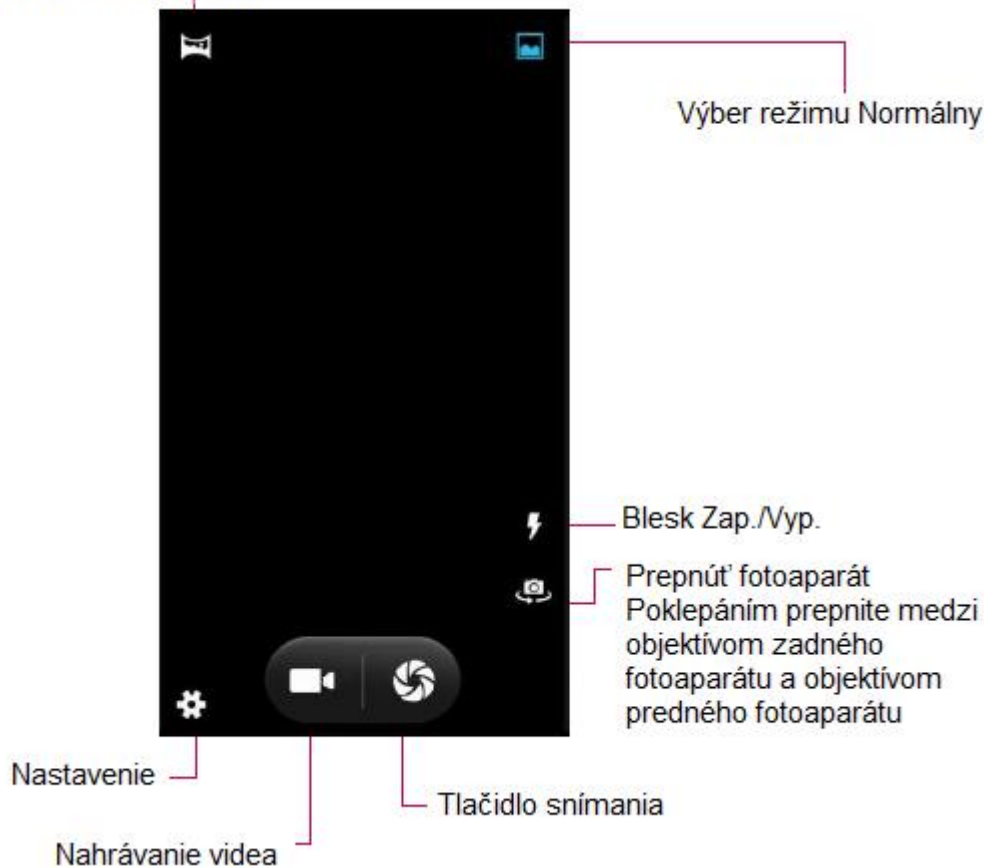 Výber režimu Normálny
Blesk Zap./Vyp.
Prepnúť fotoaparát
Poklepáním prepnite medzi
objektívom zadného
fotoaparátu a objektívom
predného fotoaparátu
Nastavenie
Tlačidlo snímania
Nahrávanie videa